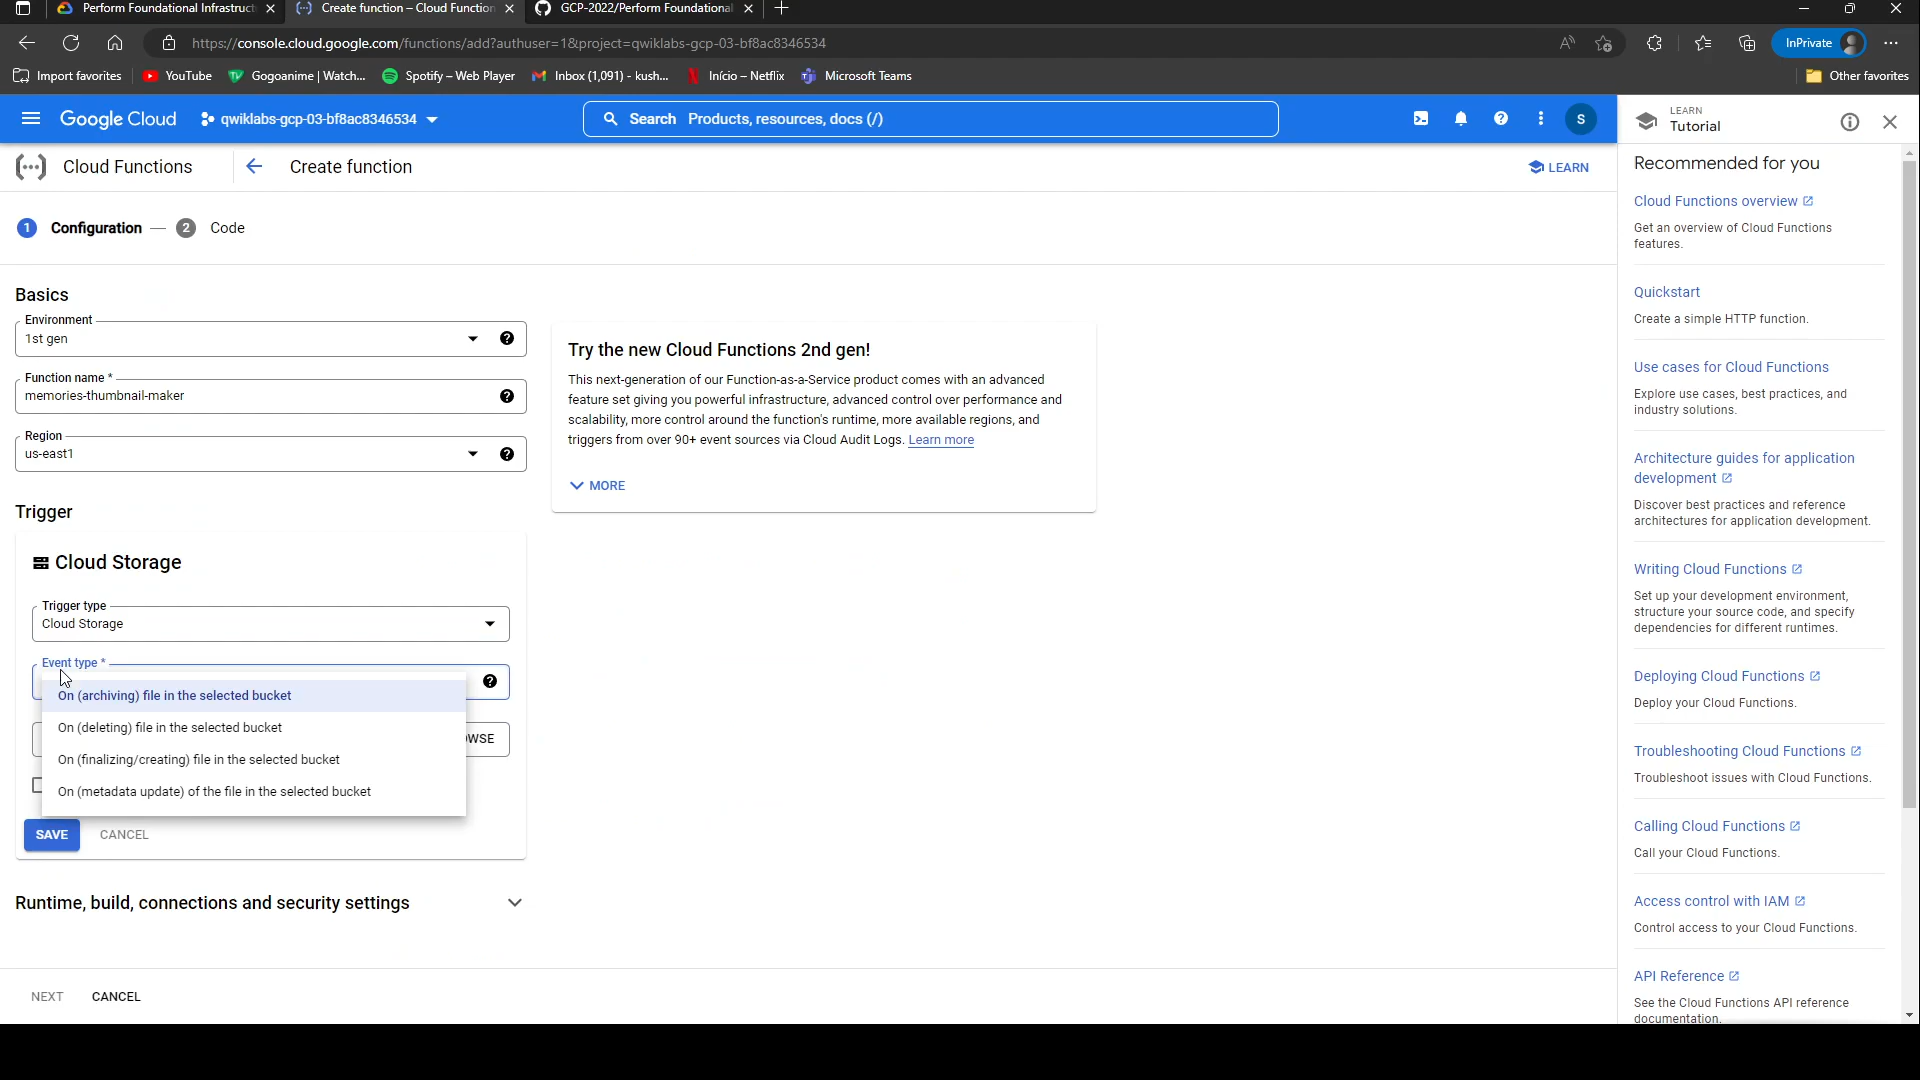 Perform Foundational Infrastruc
Create function – Cloud Function
GCP-2022/Perform Foundational
https://console.cloud.google.com/functions/add?authuser=1&project=qwiklabs-gcp-03-bf8ac8346534
InPrivate
Import favorites
YouTube
Gogoanime | Watch...
Spotify – Web Player
Inbox (1,091) - kush...
Início – Netflix
Microsoft Teams
Other favorites
Google Cloud
qwiklabs-gcp-03-bf8ac8346534
Search Products, resources, docs (/)
S
LEARN
Tutorial
Cloud Functions
Create function
LEARN
1 Configuration — 2 Code
Basics
Environment
1st gen
Function name *
memories-thumbnail-maker
Region
us-east1
Trigger
Cloud Storage
Trigger type
Cloud Storage
Event type *
On (archiving) file in the selected bucket
On (deleting) file in the selected bucket
OWSE
On (finalizing/creating) file in the selected bucket
On (metadata update) of the file in the selected bucket
SAVE
CANCEL
Runtime, build, connections and security settings
NEXT
CANCEL
Try the new Cloud Functions 2nd gen!
This next-generation of our Function-as-a-Service product comes with an advanced
feature set giving you powerful infrastructure, advanced control over performance and
scalability, more control around the function's runtime, more available regions, and
triggers from over 90+ event sources via Cloud Audit Logs. Learn more
MORE
Recommended for you
Cloud Functions overview
Get an overview of Cloud Functions
features.
Quickstart
Create a simple HTTP function.
Use cases for Cloud Functions
Explore use cases, best practices, and
industry solutions.
Architecture guides for application
development
Discover best practices and reference
architectures for application development.
Writing Cloud Functions
Set up your development environment,
structure your source code, and specify
dependencies for different runtimes.
Deploying Cloud Functions
Deploy your Cloud Functions.
Troubleshooting Cloud Functions
Troubleshoot issues with Cloud Functions.
Calling Cloud Functions
Call your Cloud Functions.
Access control with IAM
Control access to your Cloud Functions.
API Reference
See the Cloud Functions API reference
documentation.